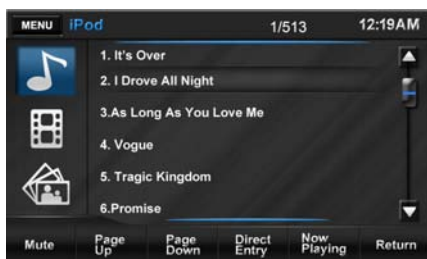 MENU iPod 1/513 12:19AM
1. It's Over
2. I Drove All Night
3.As Long As You Love Me
4. Vogue
5. Tragic Kingdom
6.Promise
Mute Page Up Page Down Direct Entry Now Playing Return